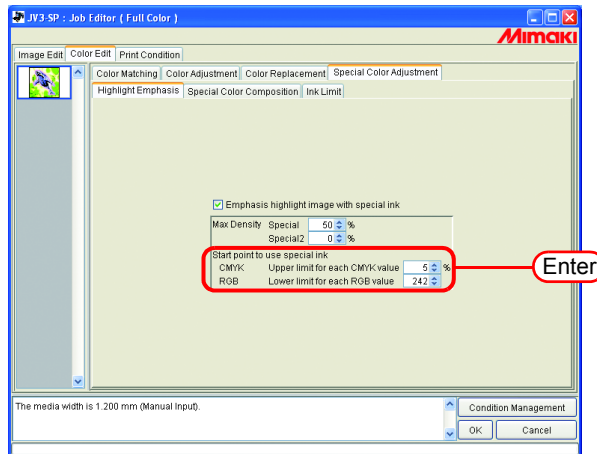 JV3-SP : Job Editor ( Full Color )
Mimaki
Image Edit Color Edit Print Condition
Color Matching Color Adjustment Color Replacement Special Color Adjustment
Highlight Emphasis Special Color Composition Ink Limit
Emphasis highlight image with special ink
Max Density Special 50 %
Special2 0 %
Start point to use special ink
CMYK Upper limit for each CMYK value 5 %
RGB Lower limit for each RGB value 242
Enter
The media width is 1.200 mm (Manual Input).
Condition Management
OK Cancel